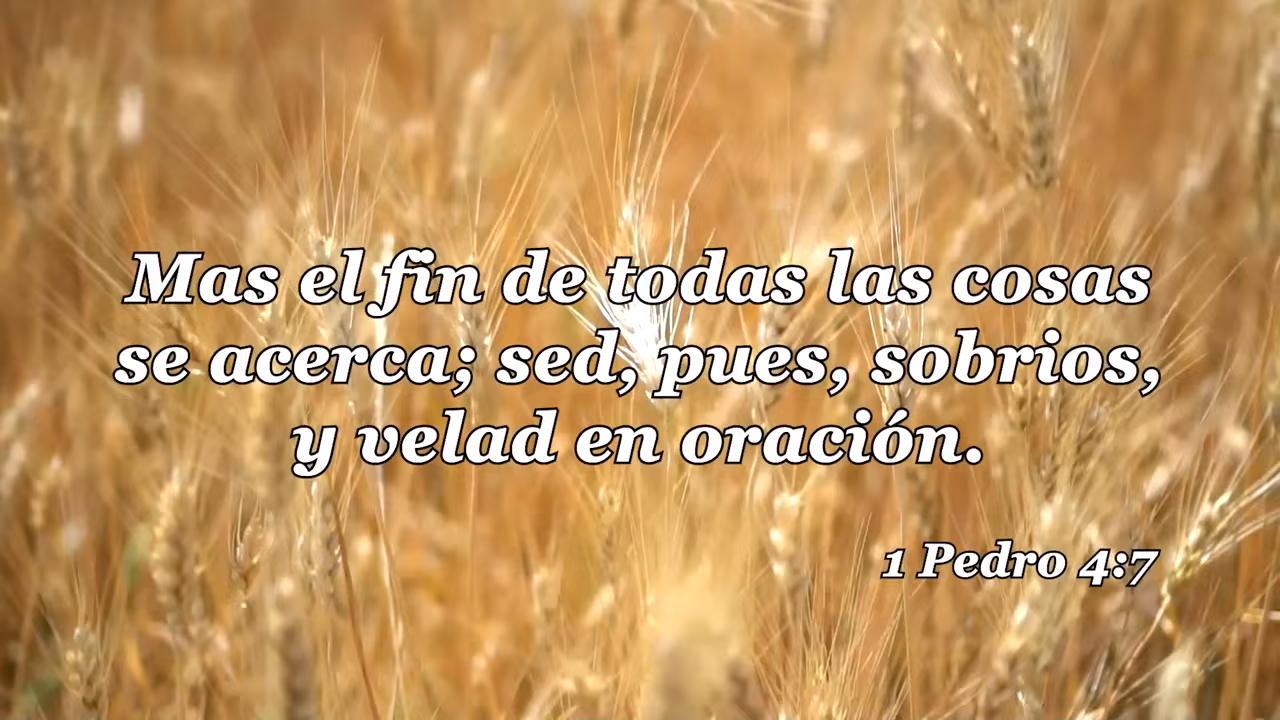 Mas el fin de todas las cosas
se acerca; sed, pues, sobrios,
y velad en oración.
1 Pedro 4:7